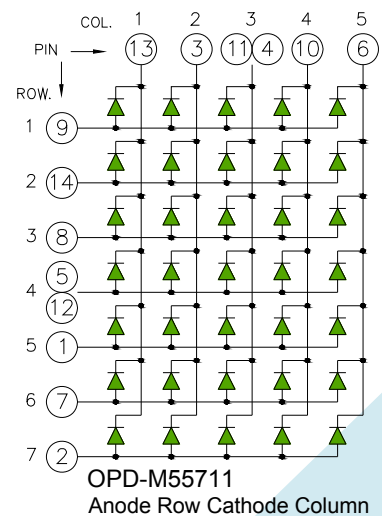 COL. 1 2 3 4 5
PIN 13 3 11 4 10 6
ROW.
1 9
2 14
3 8
5
4
12
5 1
6 7
7 2
OPD-M55711
Anode Row Cathode Column